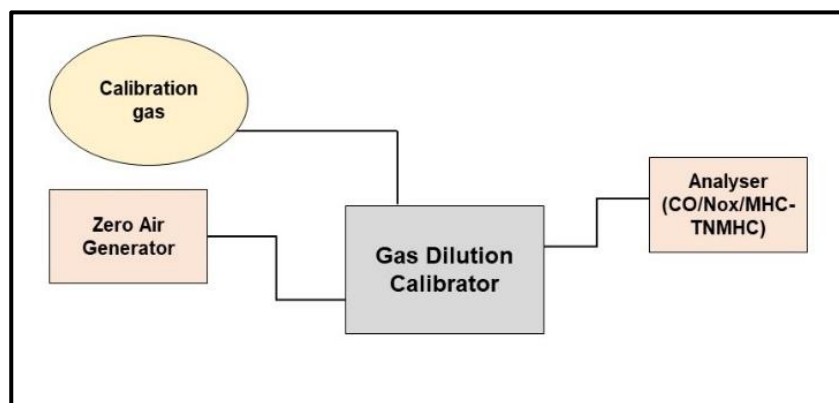 Calibration
gas
Zero Air
Generator
Gas Dilution
Calibrator
Analyser
(CO/Nox/MHC-
TNMHC)